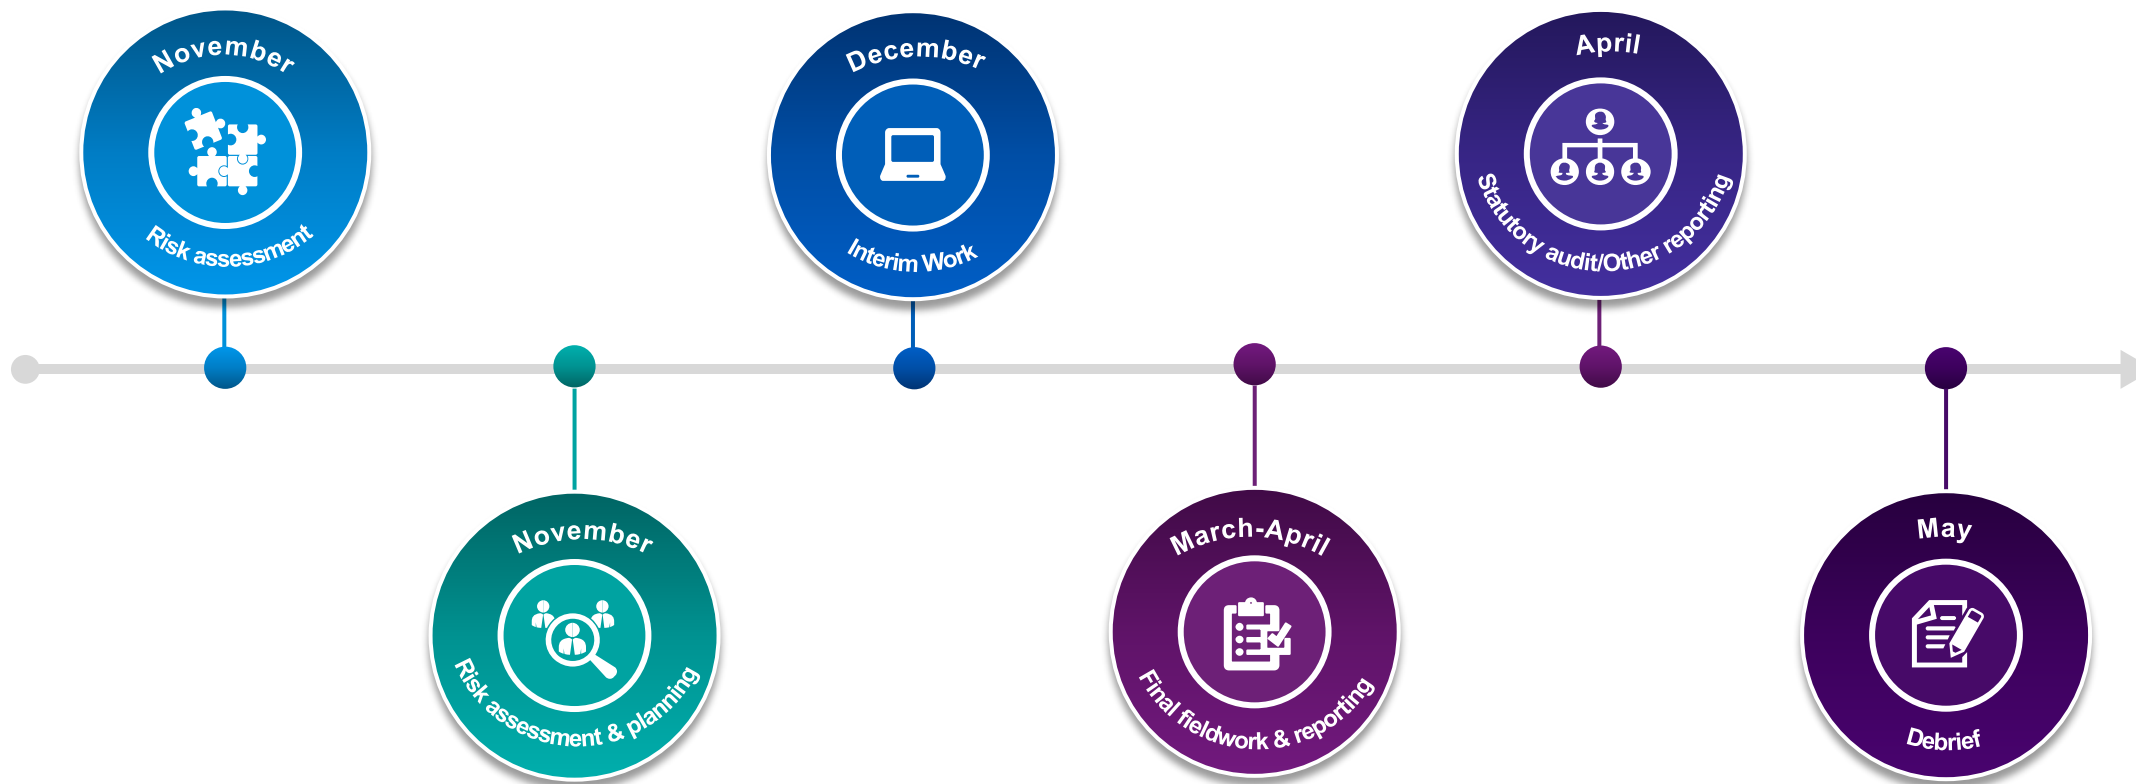 November
Risk assessment
November
Risk assessment & planning
December
Interim Work
March-April
Final fieldwork & reporting
April
Statutory audit/Other reporting
May
Debrief